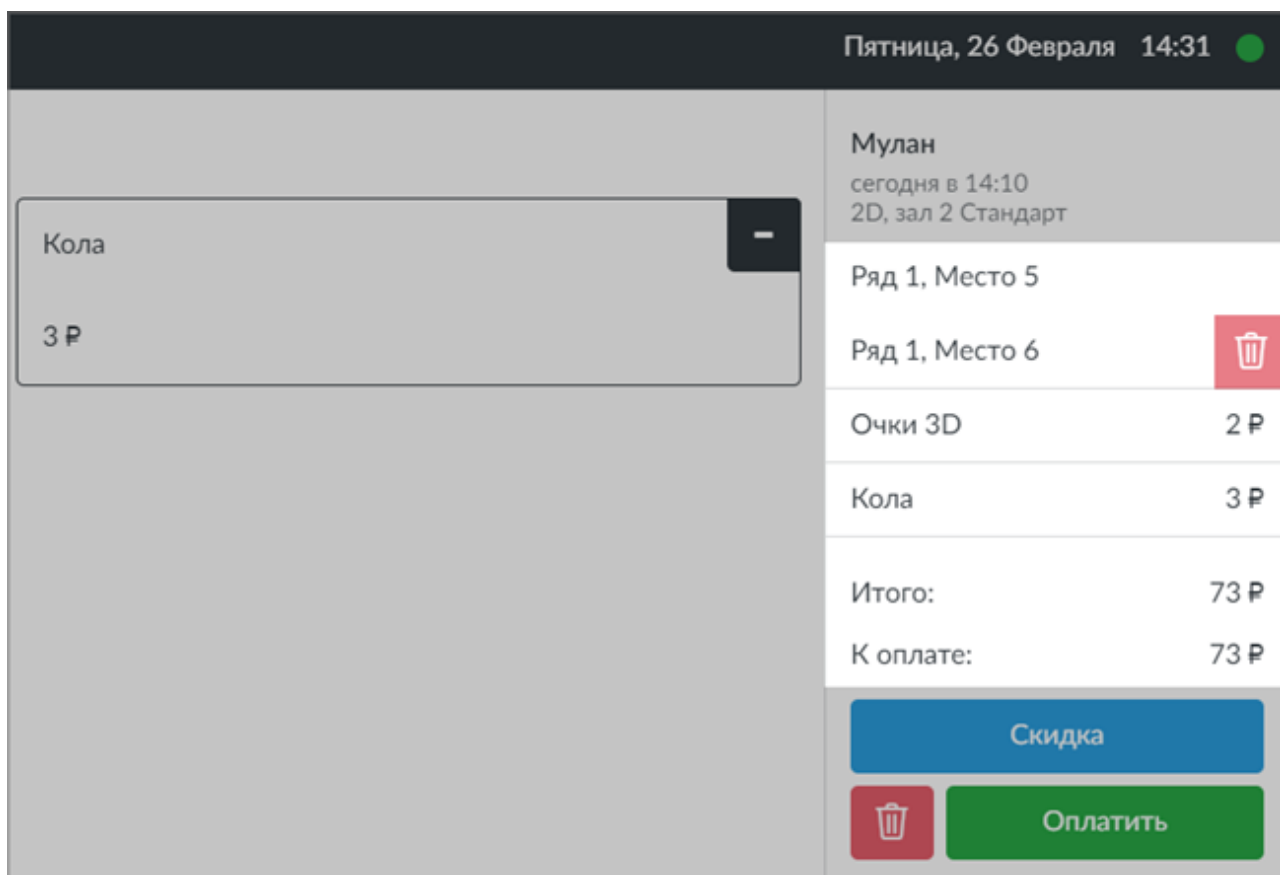 Пятница, 26 Февраля 14:31
Кола
3 ₽
Мулан
сегодня в 14:10
2D, зал 2 Стандарт
Ряд 1, Место 5
Ряд 1, Место 6
Очки 3D 2 ₽
Кола 3 ₽
Итого: 73 ₽
К оплате: 73 ₽
Скидка
Оплатить